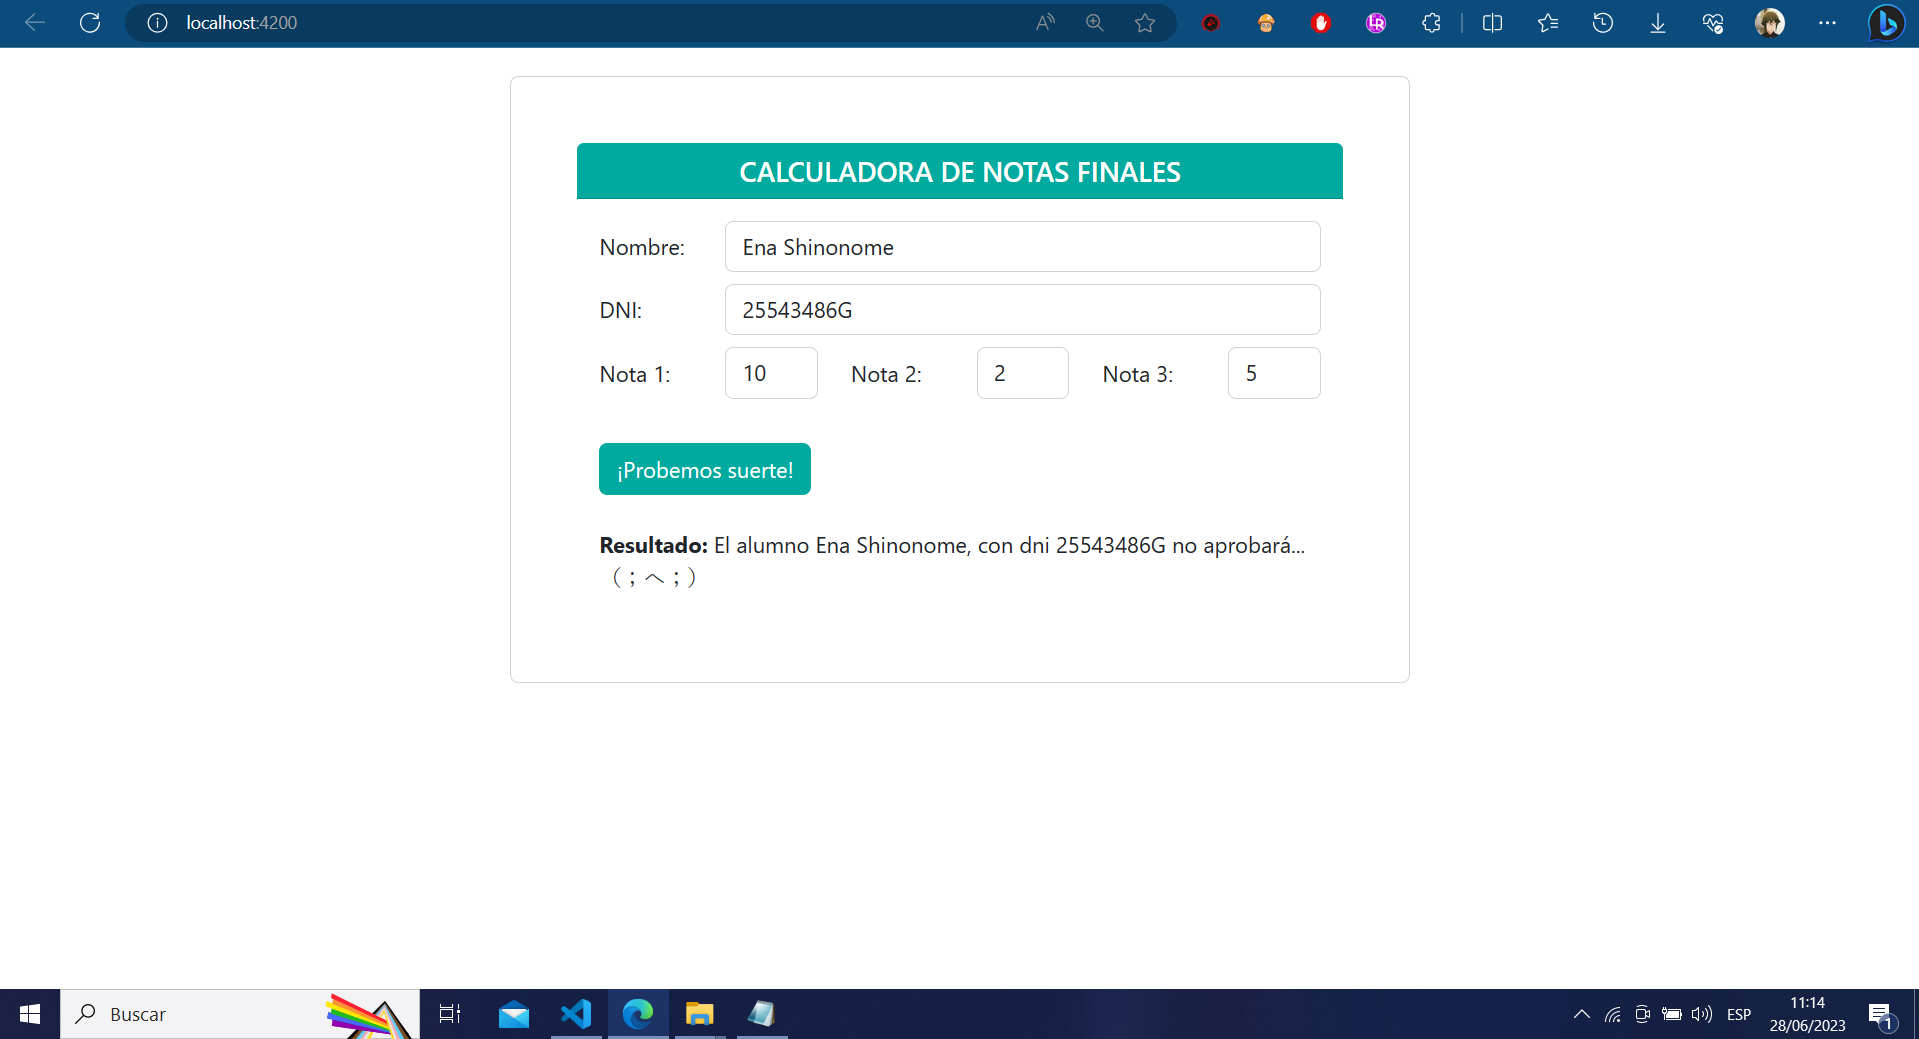 localhost:4200
CALCULADORA DE NOTAS FINALES
Nombre: Ena Shinonome
DNI: 25543486G
Nota 1: 10 Nota 2: 2 Nota 3: 5
¡Probemos suerte!
Resultado: El alumno Ena Shinonome, con dni 25543486G no aprobará...
（；へ；）
Buscar
ESP
11:14
28/06/2023
1